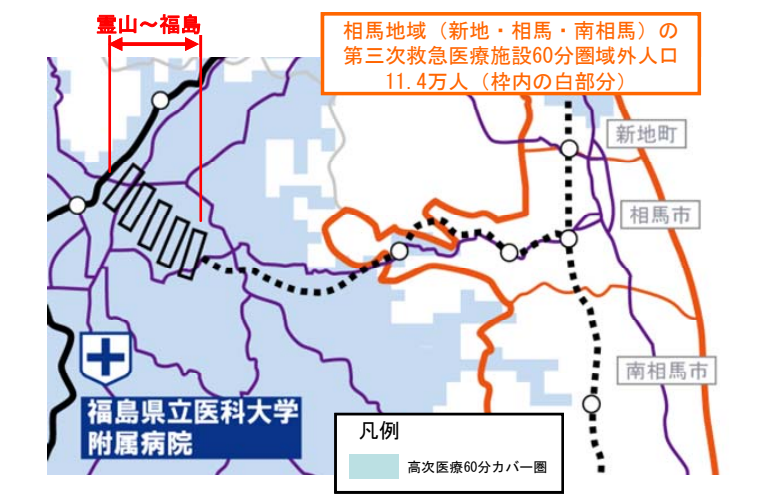 霊山～福島
相馬地域（新地・相馬・南相馬）の
第三次救急医療施設60分圏域外人口
11.4万人（枠内の白部分）
新地町
相馬市
南相馬市
福島県立医科大学
附属病院
凡例
高次医療60分カバー圏